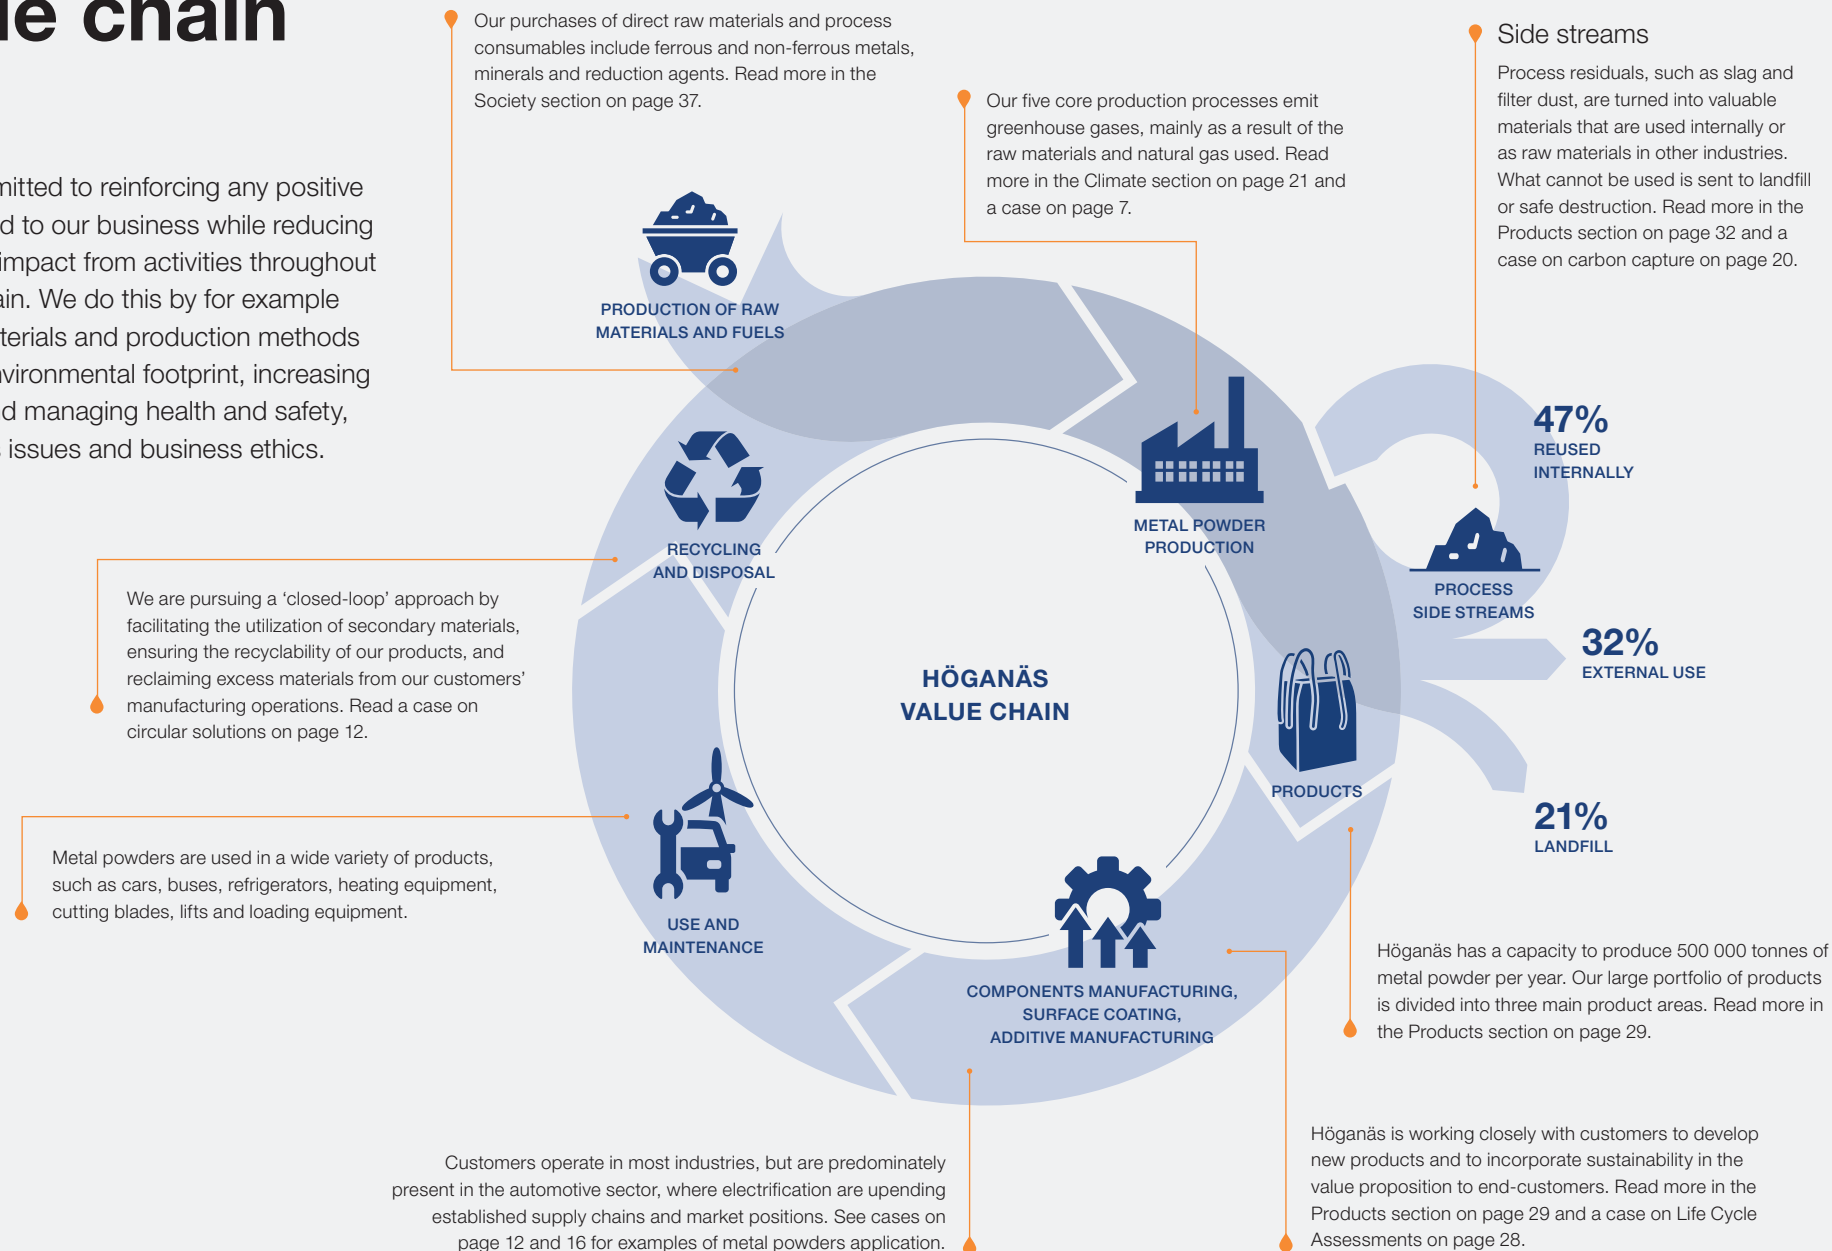 chain
Our purchases of direct raw materials and process
consumables include ferrous and non-ferrous metals,
minerals and reduction agents. Read more in the
Society section on page 37.
Our five core production processes emit
greenhouse gases, mainly as a result of the
raw materials and natural gas used. Read
more in the Climate section on page 21 and
a case on page 7.
Side streams
Process residuals, such as slag and
filter dust, are turned into valuable
materials that are used internally or
as raw materials in other industries.
What cannot be used is sent to landfill
or safe destruction. Read more in the
Products section on page 32 and a
case on carbon capture on page 20.
to reinforcing any positive
to our business while reducing
impact from activities throughout
We do this by for example
and production methods
footprint, increasing
managing health and safety,
issues and business ethics.
PRODUCTION OF RAW
MATERIALS AND FUELS
METAL POWDER
PRODUCTION
47%
REUSED
INTERNALLY
PROCESS
SIDE STREAMS
32%
EXTERNAL USE
21%
LANDFILL
RECYCLING
AND DISPOSAL
We are pursuing a ‘closed-loop’ approach by
facilitating the utilization of secondary materials,
ensuring the recyclability of our products, and
reclaiming excess materials from our customers’
manufacturing operations. Read a case on
circular solutions on page 12.
HÖGANÄS
VALUE CHAIN
PRODUCTS
Metal powders are used in a wide variety of products,
such as cars, buses, refrigerators, heating equipment,
cutting blades, lifts and loading equipment.
USE AND
MAINTENANCE
COMPONENTS MANUFACTURING,
SURFACE COATING,
ADDITIVE MANUFACTURING
Höganäs has a capacity to produce 500 000 tonnes of
metal powder per year. Our large portfolio of products
is divided into three main product areas. Read more in
the Products section on page 29.
Customers operate in most industries, but are predominately
present in the automotive sector, where electrification are upending
established supply chains and market positions. See cases on
page 12 and 16 for examples of metal powders application.
Höganäs is working closely with customers to develop
new products and to incorporate sustainability in the
value proposition to end-customers. Read more in the
Products section on page 29 and a case on Life Cycle
Assessments on page 28.